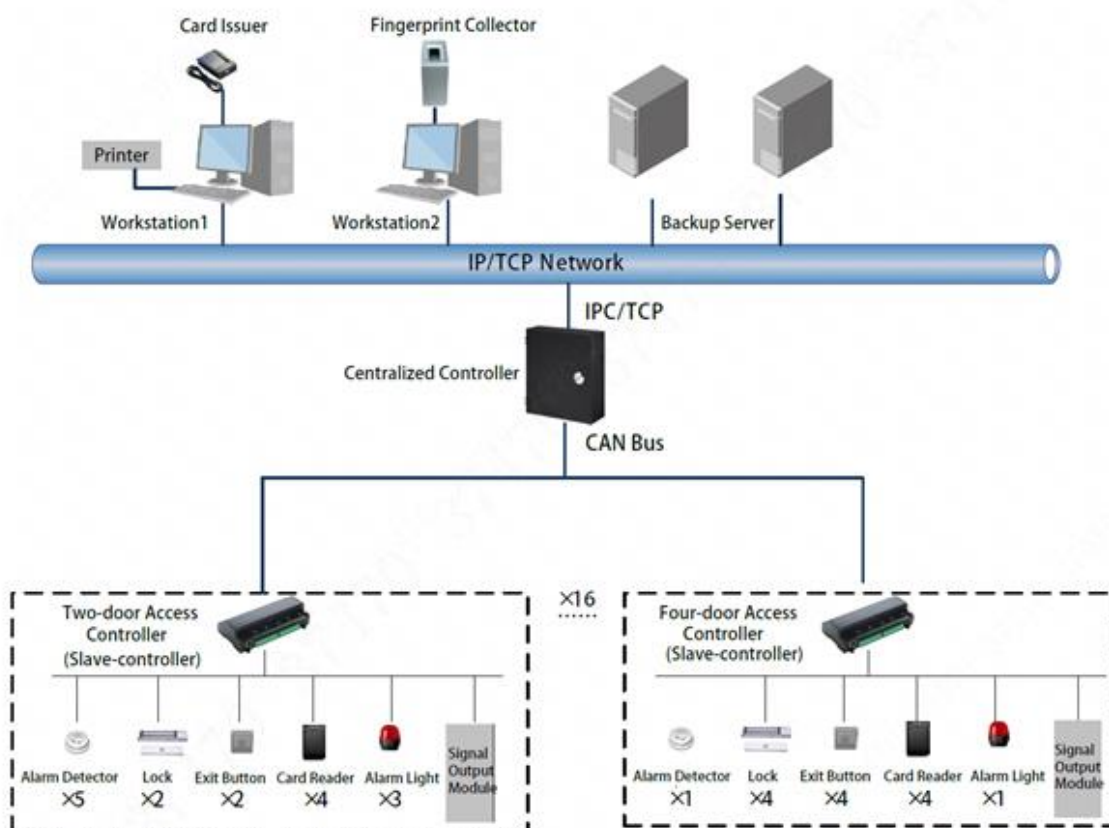 Card Issuer
Fingerprint Collector
Printer
Workstation1
Workstation2
Backup Server
IP/TCP Network
IPC/TCP
Centralized Controller
CAN Bus
Two-door Access
Controller
(Slave-controller)
×16
Four-door Access
Controller
(Slave-controller)
Alarm Detector
×5
Lock
×2
Exit Button
×2
Card Reader
×4
Alarm Light
×3
Signal
Output
Module
Alarm Detector
×1
Lock
×4
Exit Button
×4
Card Reader
×4
Alarm Light
×1
Signal
Output
Module